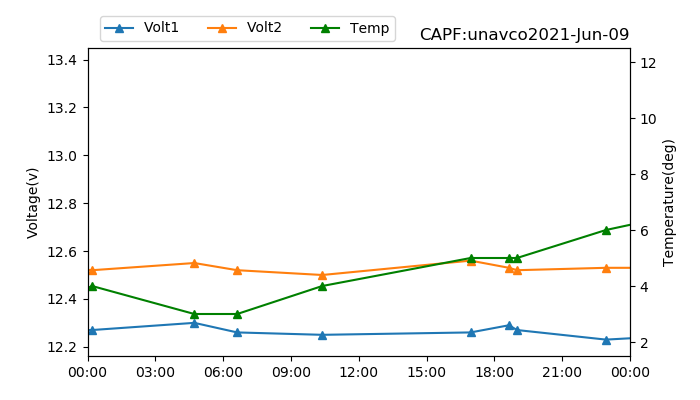 Volt1 Volt2 Temp
CAPF:unavco2021-Jun-09
13.4
13.2
13.0
12.8
12.6
12.4
12.2
Voltage(v)
12
10
8
6
4
2
Temperature(deg)
00:00 03:00 06:00 09:00 12:00 15:00 18:00 21:00 00:00